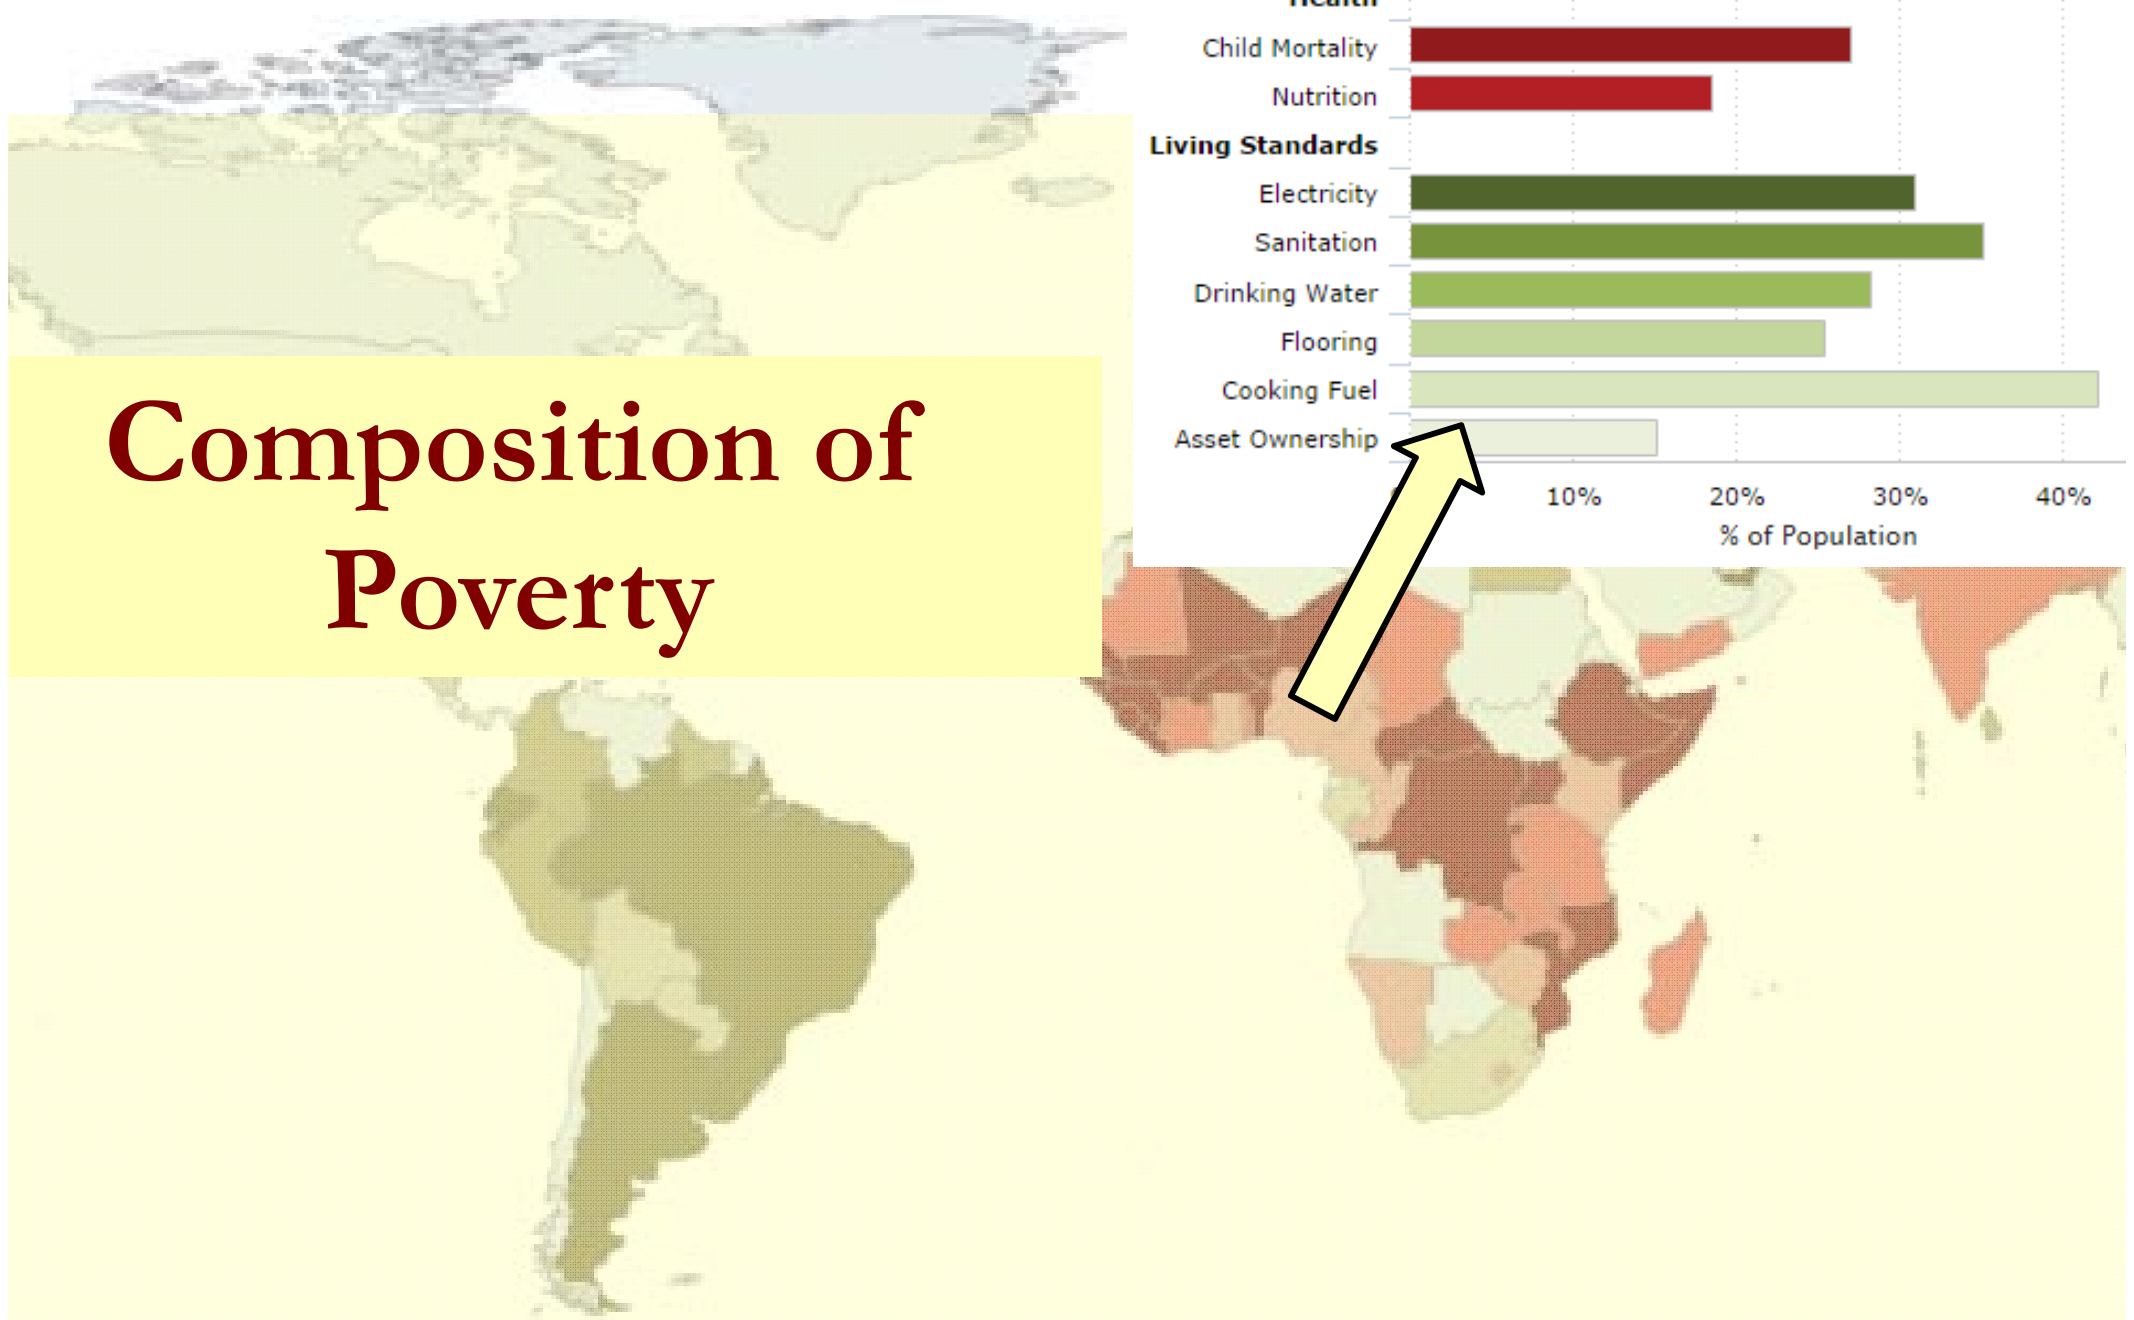 Health
Child Mortality
Nutrition
Living Standards
Electricity
Sanitation
Drinking Water
Flooring
Cooking Fuel
Asset Ownership
10% 20% 30% 40%
% of Population
Composition of
Poverty